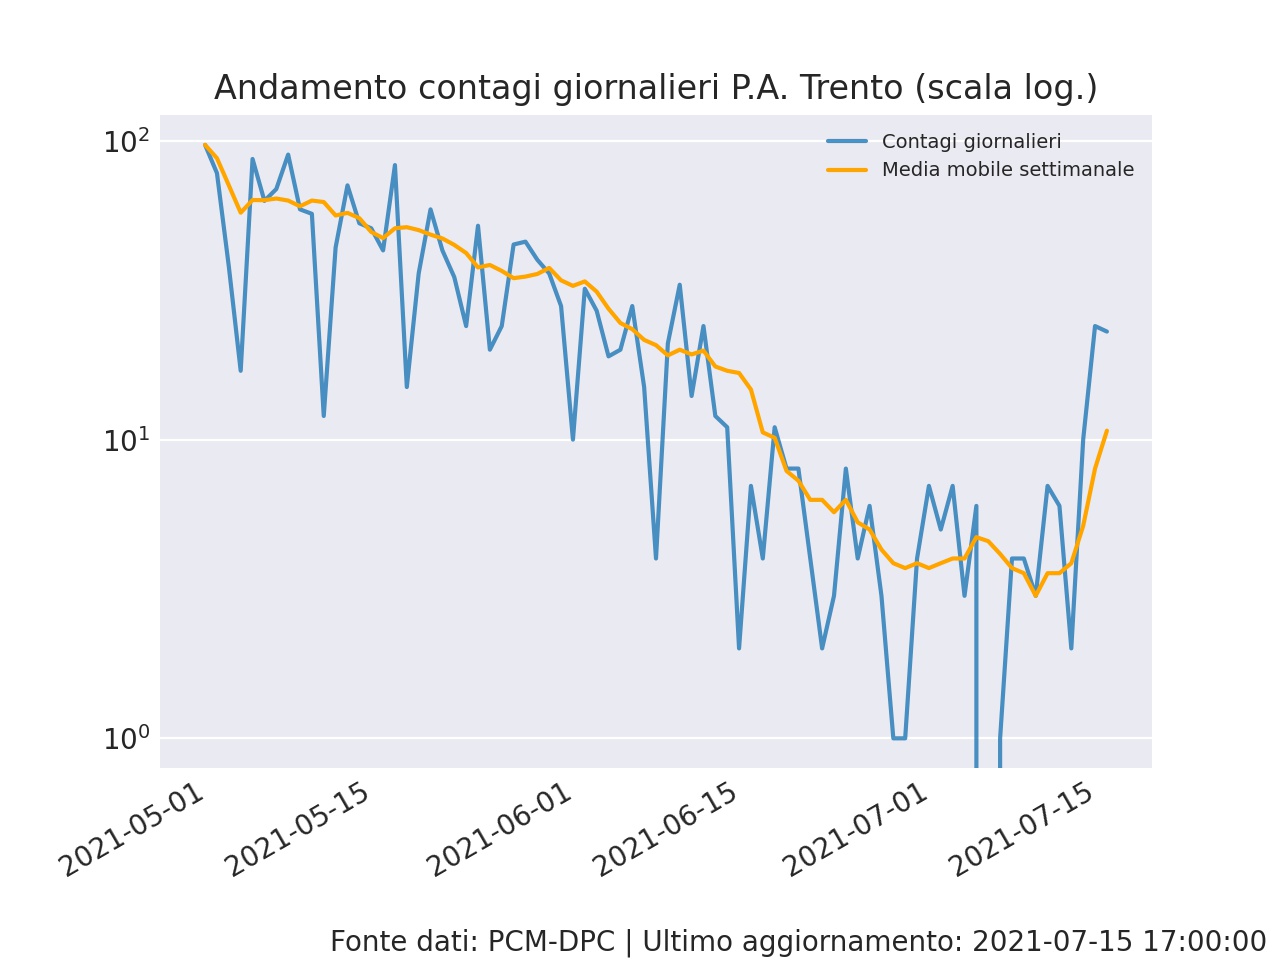 Andamento contagi giornalieri P.A. Trento (scala log.)
Contagi giornalieri
Media mobile settimanale
10²
10¹
10⁰
2021-05-01
2021-05-15
2021-06-01
2021-06-15
2021-07-01
2021-07-15
Fonte dati: PCM-DPC | Ultimo aggiornamento: 2021-07-15 17:00:00